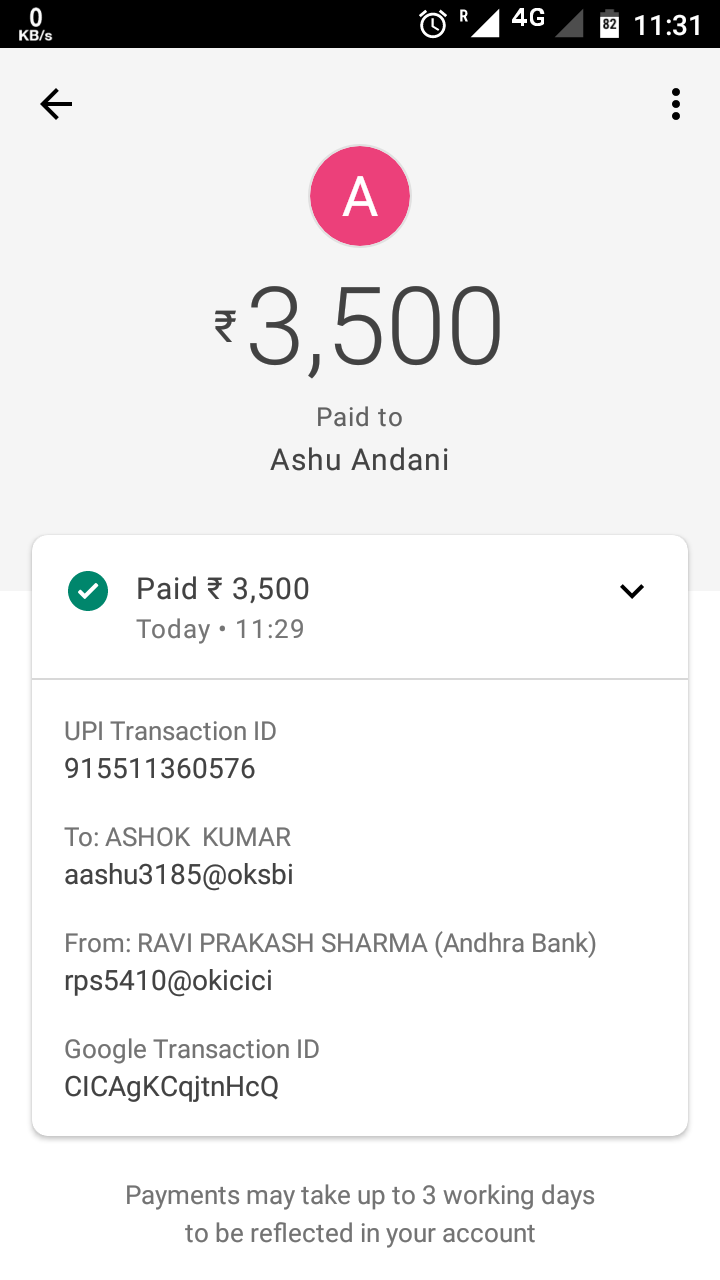 0
KB/s
R
4G
82
11:31
A
₹3,500
Paid to
Ashu Andani
Paid ₹ 3,500
Today • 11:29
UPI Transaction ID
915511360576
To: ASHOK  KUMAR
aashu3185@oksbi
From: RAVI PRAKASH SHARMA (Andhra Bank)
rps5410@okicici
Google Transaction ID
CICAgKCqjtnHcQ
Payments may take up to 3 working days
to be reflected in your account